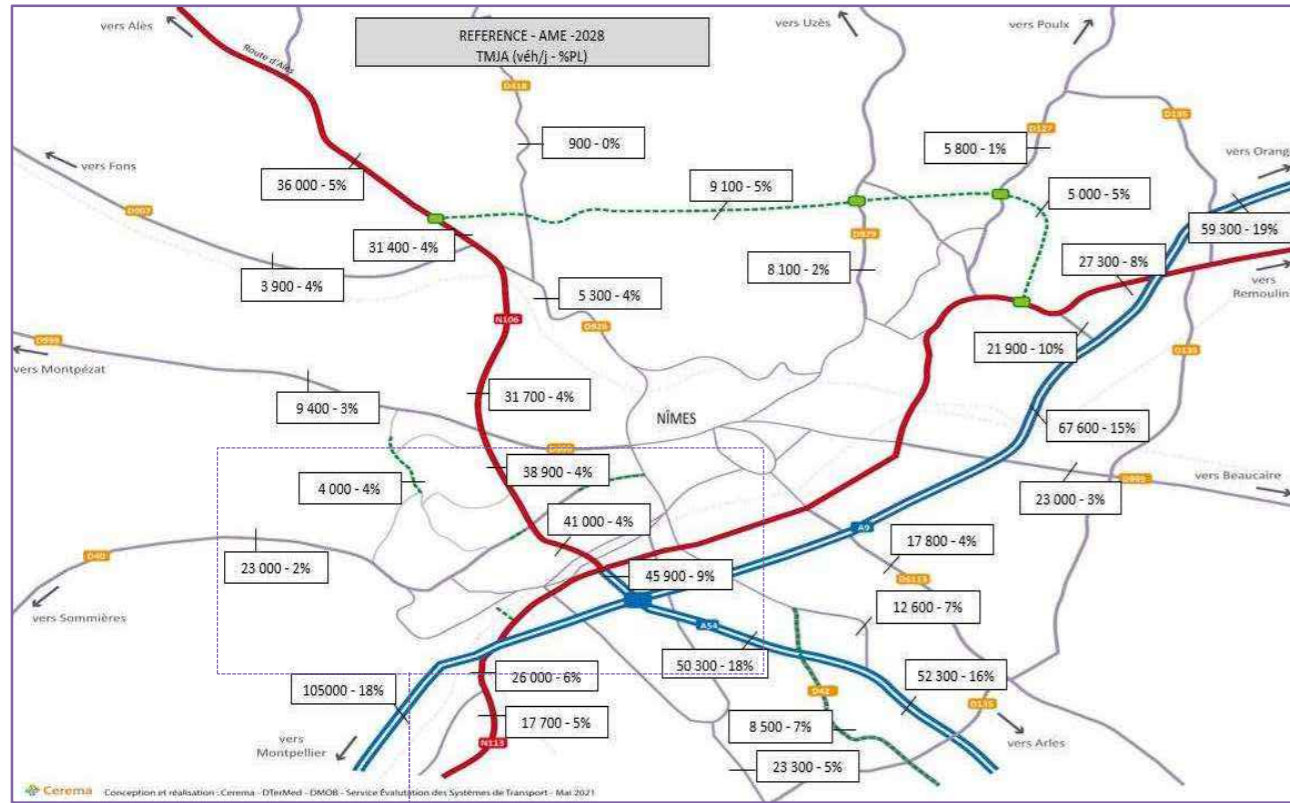 vers Alès
vers Uzès
vers Poulx
REFERENCE - AME -2028
TMJA (véh/j - %PL)
Route d'Alès
D418
D135
D127
900 - 0%
5 800 - 1%
vers Orang
vers Fons
36 000 - 5%
9 100 - 5%
5 000 - 5%
D907
59 300 - 19%
31 400 - 4%
D979
27 300 - 8%
3 900 - 4%
8 100 - 2%
vers
Remoulin
5 300 - 4%
N106
D926
D999
21 900 - 10%
D135
vers Montpézat
9 400 - 3%
31 700 - 4%
NÎMES
67 600 - 15%
38 900 - 4%
vers Beaucaire
4 000 - 4%
23 000 - 3%
41 000 - 4%
A9
17 800 - 4%
D40
23 000 - 2%
45 900 - 9%
D6113
12 600 - 7%
vers Sommières
A54
50 300 - 18%
105000 - 18%
26 000 - 6%
52 300 - 16%
D42
D135
17 700 - 5%
8 500 - 7%
vers
Montpellier
N113
vers Arles
23 300 - 5%
Cerema Conception et réalisation : Cerema - DTerMed - DMOB - Service Évalutation des Systèmes de Transport - Mai 2021